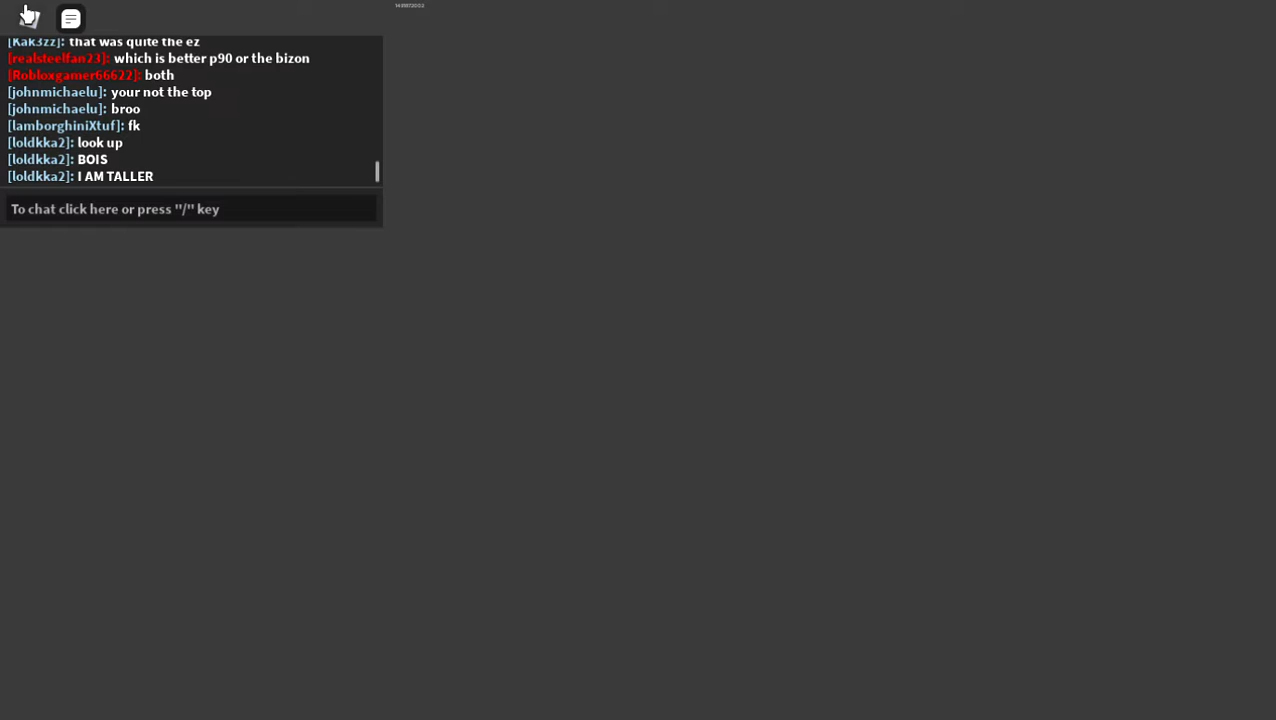 [Kak3zz]: that was quite the ez
[realsteelfan23]: which is better p90 or the bizon
[Robloxgamer66622]: both
[johnmichaelu]: your not the top
[johnmichaelu]: broo
[lamborghiniXtuf]: fk
[loldkka2]: look up
[loldkka2]: BOIS
[loldkka2]: I AM TALLER
To chat click here or press "/" key